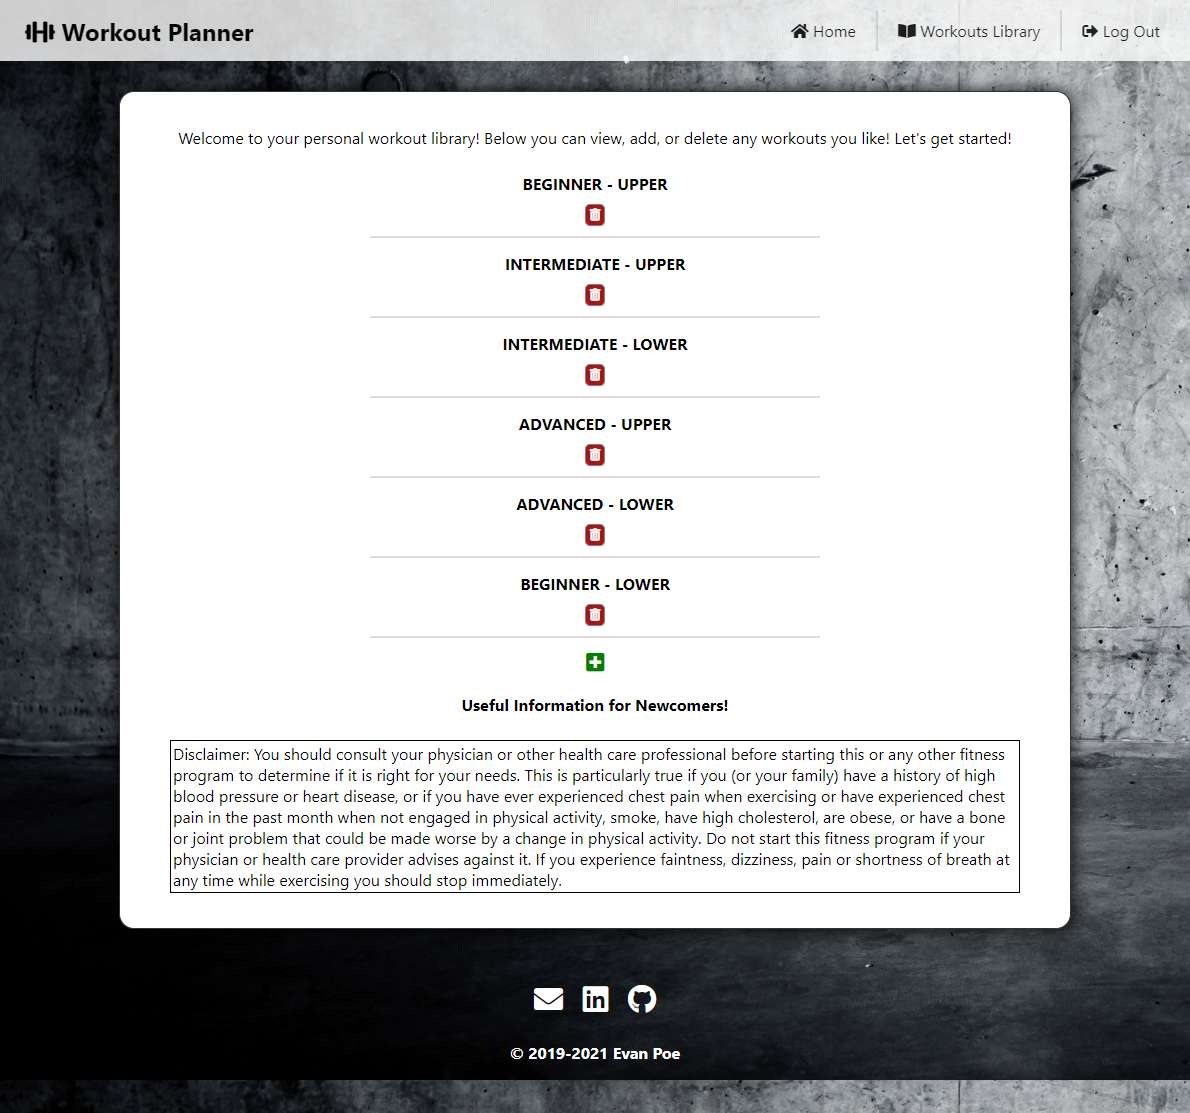 Workout Planner
Home
Workouts Library
Log Out
Welcome to your personal workout library! Below you can view, add, or delete any workouts you like! Let's get started!
BEGINNER - UPPER
INTERMEDIATE - UPPER
INTERMEDIATE - LOWER
ADVANCED - UPPER
ADVANCED - LOWER
BEGINNER - LOWER
Useful Information for Newcomers!
Disclaimer: You should consult your physician or other health care professional before starting this or any other fitness
program to determine if it is right for your needs. This is particularly true if you (or your family) have a history of high
blood pressure or heart disease, or if you have ever experienced chest pain when exercising or have experienced chest
pain in the past month when not engaged in physical activity, smoke, have high cholesterol, are obese, or have a bone
or joint problem that could be made worse by a change in physical activity. Do not start this fitness program if your
physician or health care provider advises against it. If you experience faintness, dizziness, pain or shortness of breath at
any time while exercising you should stop immediately.
in
© 2019-2021 Evan Poe